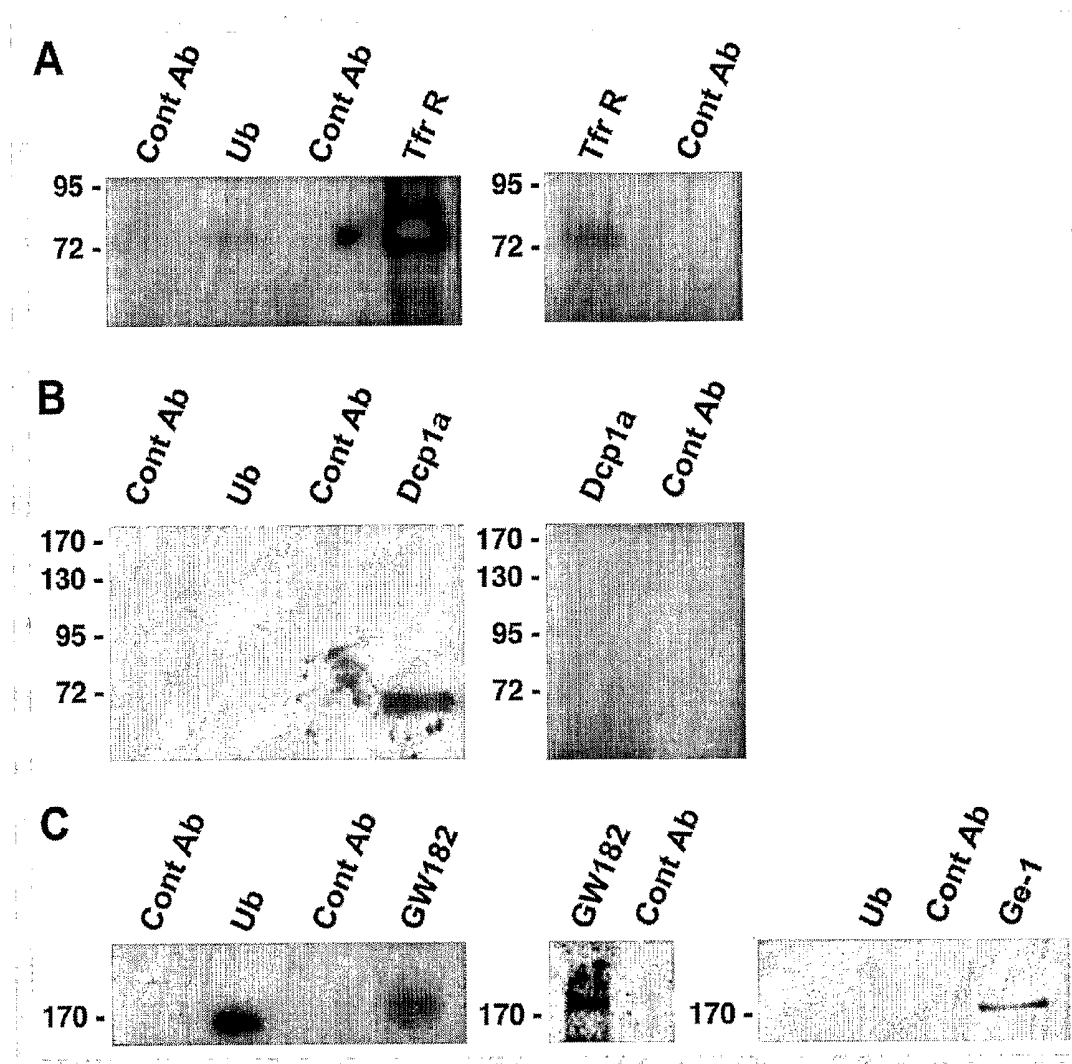 A
Cont Ab Ub Cont Ab Tfr R Tfr R Cont Ab
95 - 95 -
72 - 72 -
B
Cont Ab Ub Cont Ab Dcp1a Dcp1a Cont Ab
170 - 170 -
130 - 130 -
95 - 95 -
72 - 72 -
C
Cont Ab Ub Cont Ab GW182 GW182 Cont Ab Ub Cont Ab Ge-1
170 - 170 - 170 -